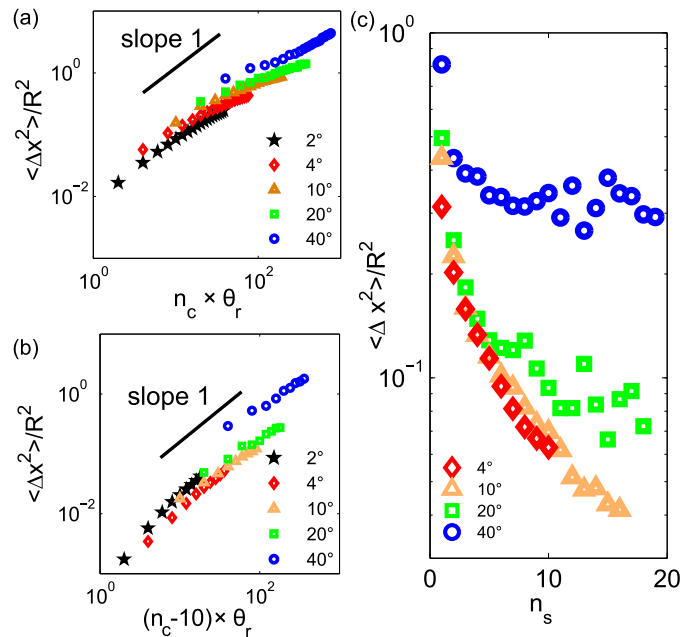 (a)
slope 1
<Δx²>/R²
10⁰
10⁻²
2°
4°
10°
20°
40°
10⁰
10²
n_c × θ_r
(b)
slope 1
<Δx²>/R²
10⁰
10⁻²
2°
4°
10°
20°
40°
10⁰
10²
(n_c-10) × θ_r
(c)
<Δ x²>/R²
10⁰
10⁻¹
4°
10°
20°
40°
0
10
20
n_s